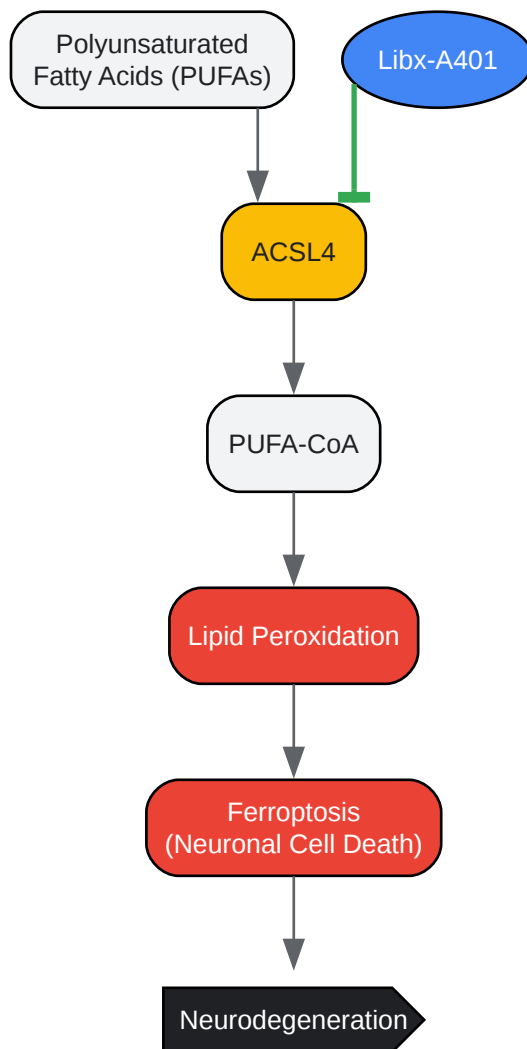 Polyunsaturated
Fatty Acids (PUFAs)
Libx-A401
ACSL4
PUFA-CoA
Lipid Peroxidation
Ferroptosis
(Neuronal Cell Death)
Neurodegeneration